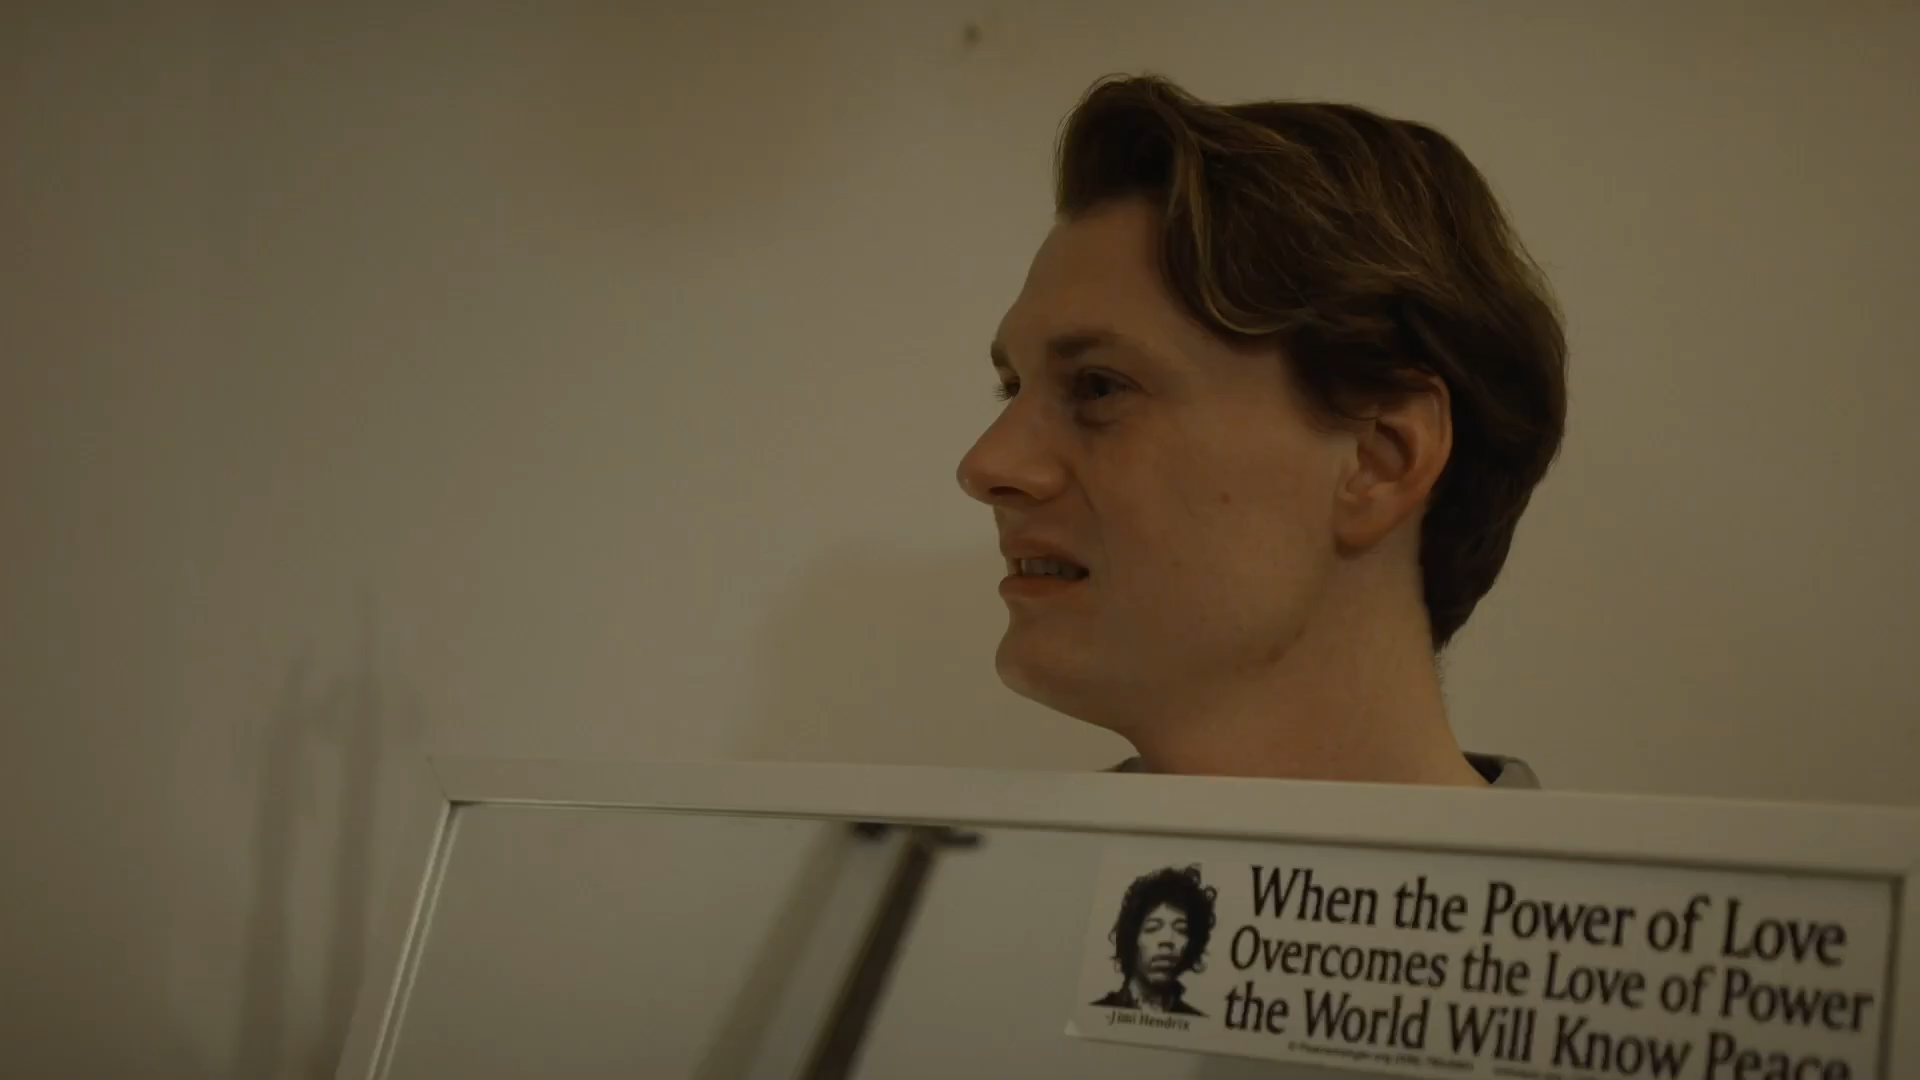 When the Power of Love
Overcomes the Love of Power
the World Will Know Peace
-Jimi Hendrix